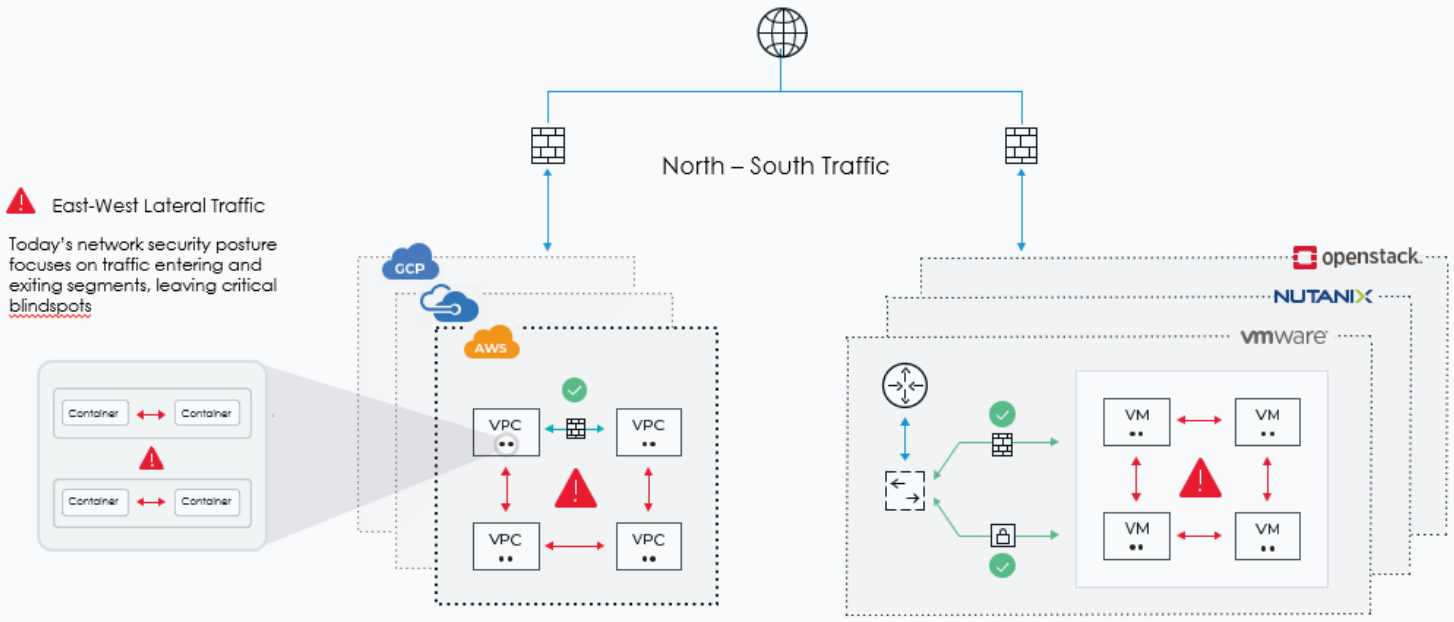 North – South Traffic
East-West Lateral Traffic
Today's network security posture
focuses on traffic entering and
exiting segments, leaving critical
blindspots
GCP
AWS
openstack.
NUTANIX
vmware
Container
Container
Container
Container
VPC
VPC
VPC
VPC
VM
VM
VM
VM